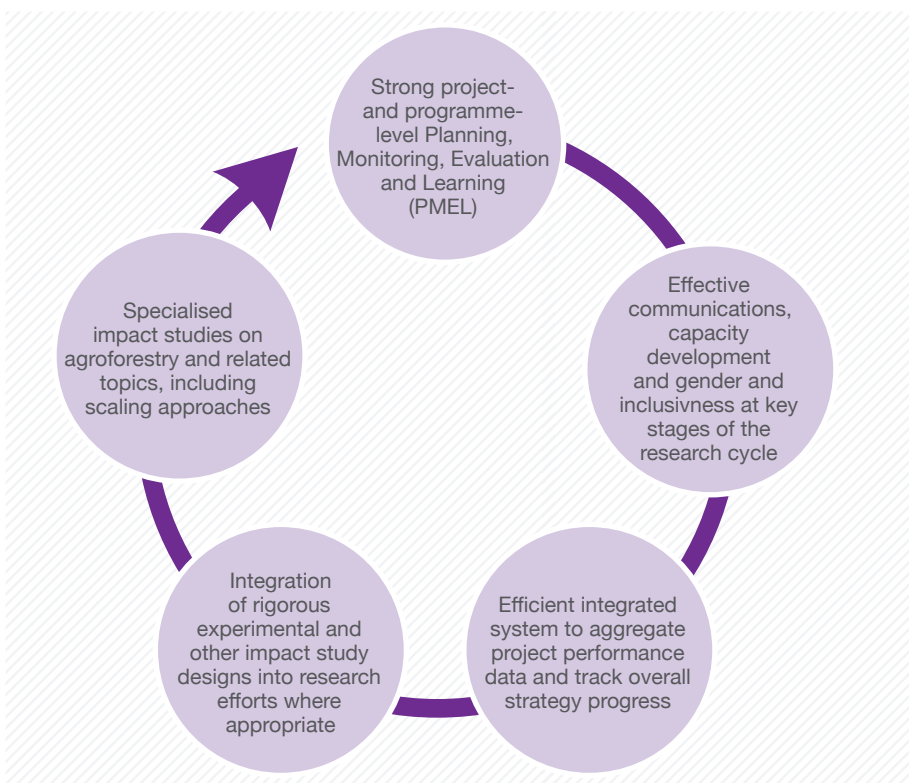 Strong project-
and programme-
level Planning,
Monitoring, Evaluation
and Learning
(PMEL)
Effective
communications,
capacity
development
and gender and
inclusivness at key
stages of the
research cycle
Efficient integrated
system to aggregate
project performance
data and track overall
strategy progress
Integration
of rigorous
experimental and
other impact study
designs into research
efforts where
appropriate
Specialised
impact studies on
agroforestry and related
topics, including
scaling approaches